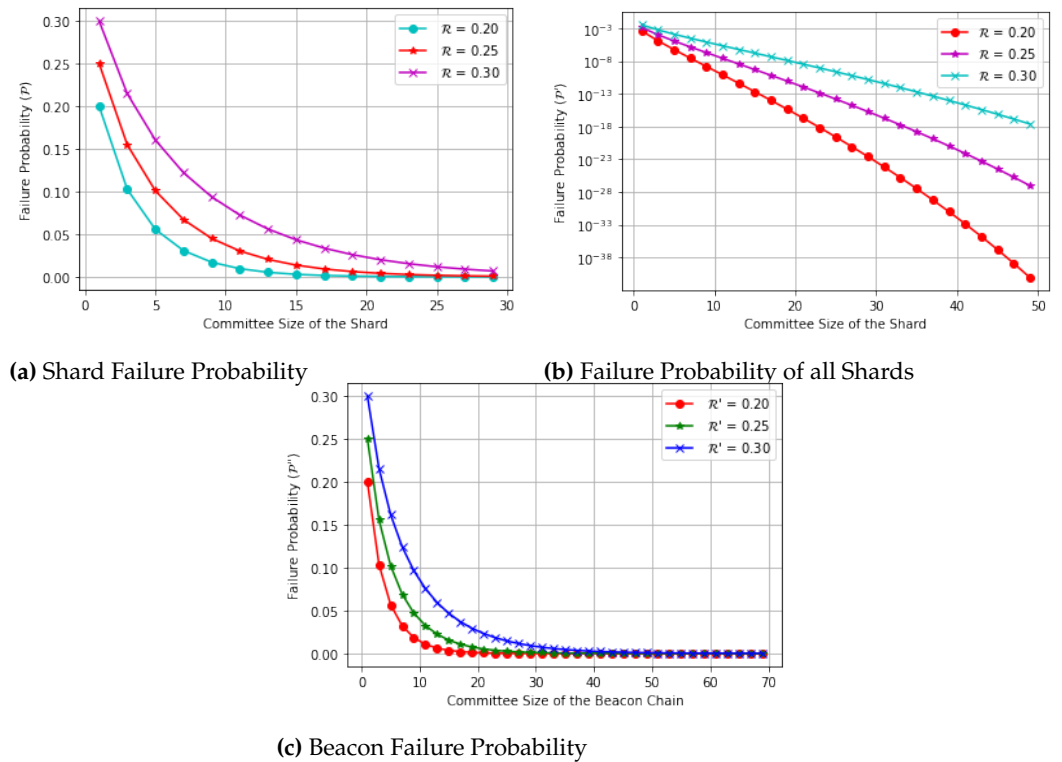 0.30
0.25
0.20
0.15
0.10
0.05
0.00
Failure Probability (𝒫)
ℛ = 0.20
ℛ = 0.25
ℛ = 0.30
0 5 10 15 20 25 30
Committee Size of the Shard
10⁻³
10⁻⁸
10⁻¹³
10⁻¹⁸
10⁻²³
10⁻²⁸
10⁻³³
10⁻³⁸
Failure Probability (𝒫')
ℛ = 0.20
ℛ = 0.25
ℛ = 0.30
0 10 20 30 40 50
Committee Size of the Shard
(a) Shard Failure Probability
(b) Failure Probability of all Shards
0.30
0.25
0.20
0.15
0.10
0.05
0.00
Failure Probability (𝒫")
ℛ' = 0.20
ℛ' = 0.25
ℛ' = 0.30
0 10 20 30 40 50 60 70
Committee Size of the Beacon Chain
(c) Beacon Failure Probability